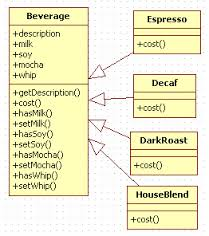 Beverage
+description
+milk
+soy
+mocha
+whip
+getDescription()
+cost()
+hasMilk()
+setMilk()
+hasSoy()
+setSoy()
+hasMocha()
+setMocha()
+hasWhip()
+setWhip()
Espresso
+cost()
Decaf
+cost()
DarkRoast
+cost()
HouseBlend
+cost()